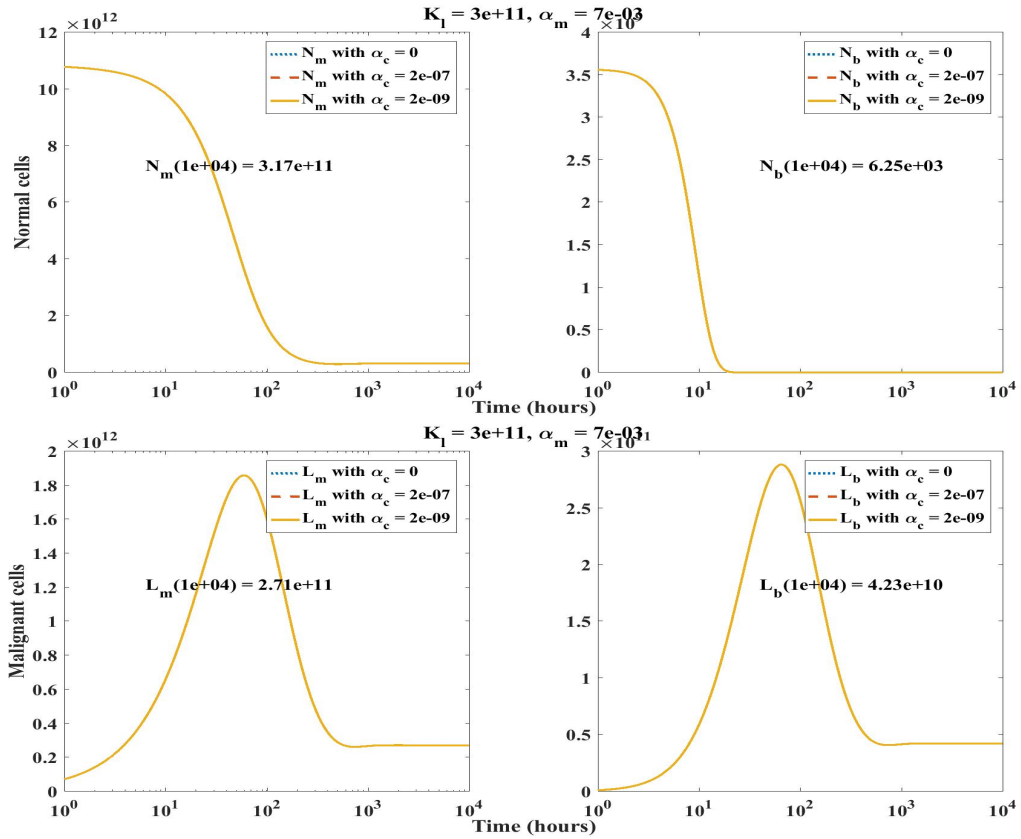 K_l = 3e+11, α_m = 7e-03
×10^12
12
10
8
6
4
2
0
Normal cells
N_m with α_c = 0
N_m with α_c = 2e-07
N_m with α_c = 2e-09
N_m(1e+04) = 3.17e+11
10^0 10^1 10^2 10^3 10^4
4
3.5
3
2.5
2
1.5
1
0.5
0
N_b with α_c = 0
N_b with α_c = 2e-07
N_b with α_c = 2e-09
N_b(1e+04) = 6.25e+03
10^0 10^1 10^2 10^3 10^4
Time (hours)
K_l = 3e+11, α_m = 7e-03
×10^12
2
1.8
1.6
1.4
1.2
1
0.8
0.6
0.4
0.2
0
Malignant cells
L_m with α_c = 0
L_m with α_c = 2e-07
L_m with α_c = 2e-09
L_m(1e+04) = 2.71e+11
10^0 10^1 10^2 10^3 10^4
×10^11
3
2.5
2
1.5
1
0.5
0
L_b with α_c = 0
L_b with α_c = 2e-07
L_b with α_c = 2e-09
L_b(1e+04) = 4.23e+10
10^0 10^1 10^2 10^3 10^4
Time (hours)